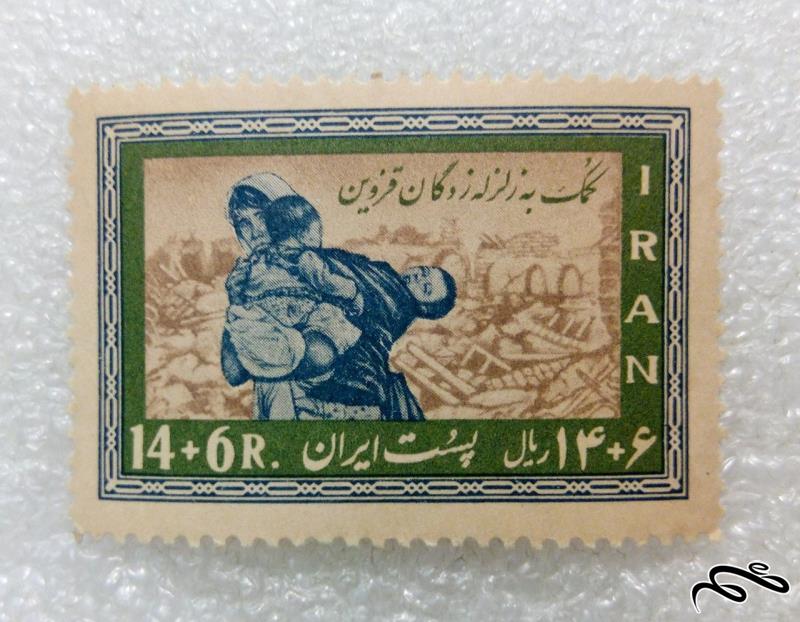 کمک به زلزله زدگان قزوین
IRAN
14+6R. پست ایران ۱۴+۶ ریال